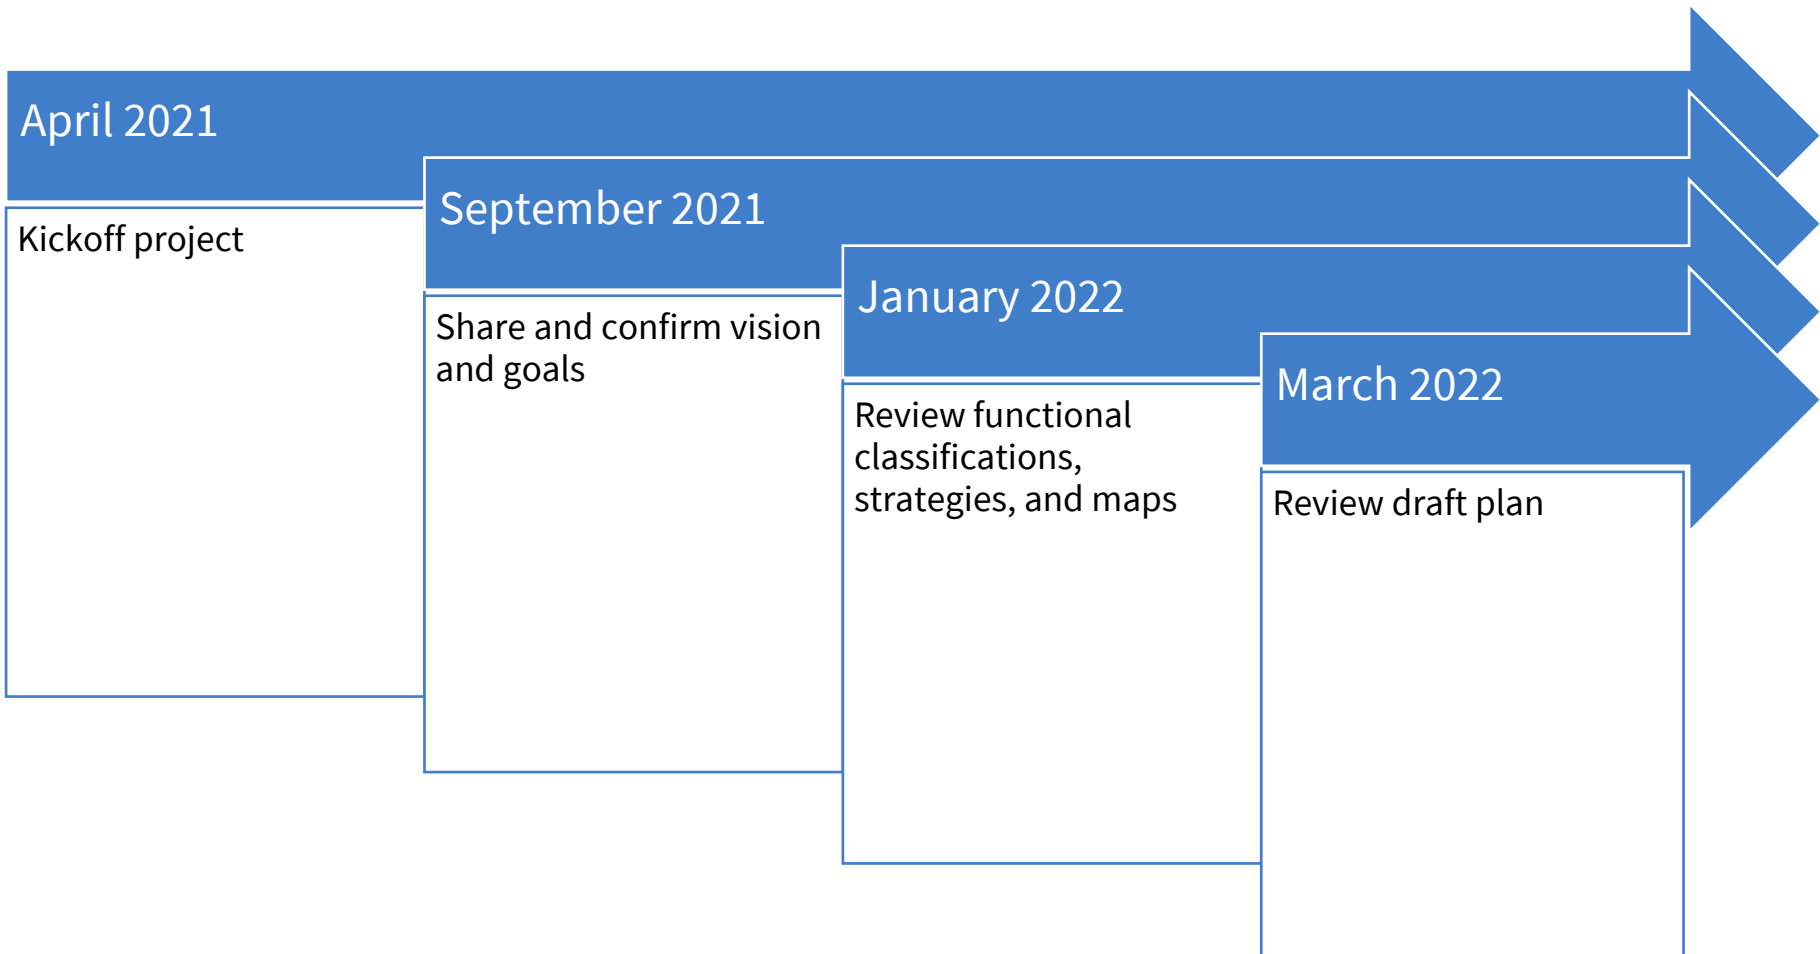 April 2021
Kickoff project
September 2021
Share and confirm vision
and goals
January 2022
Review functional
classifications,
strategies, and maps
March 2022
Review draft plan